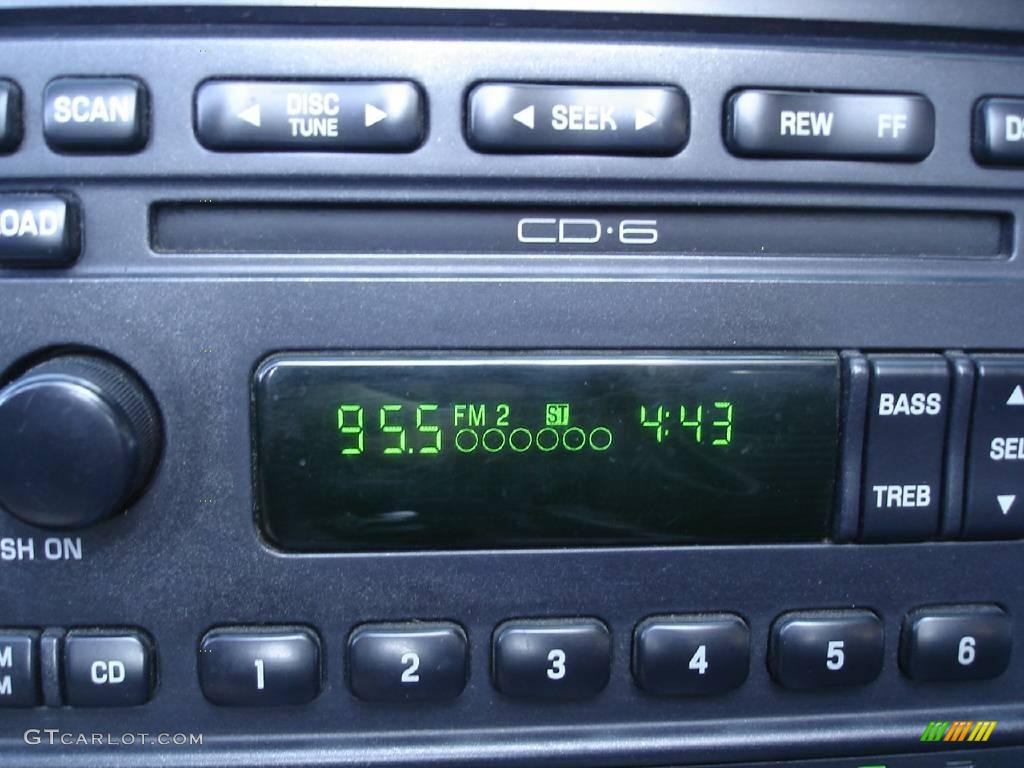 SCAN
DISC
TUNE
SEEK
REW FF
OAD
CD·6
95.5 FM 2 ST 4:43
BASS
SEL
TREB
SH ON
M
M
CD
1 2 3 4 5 6
GTCARLOT.COM